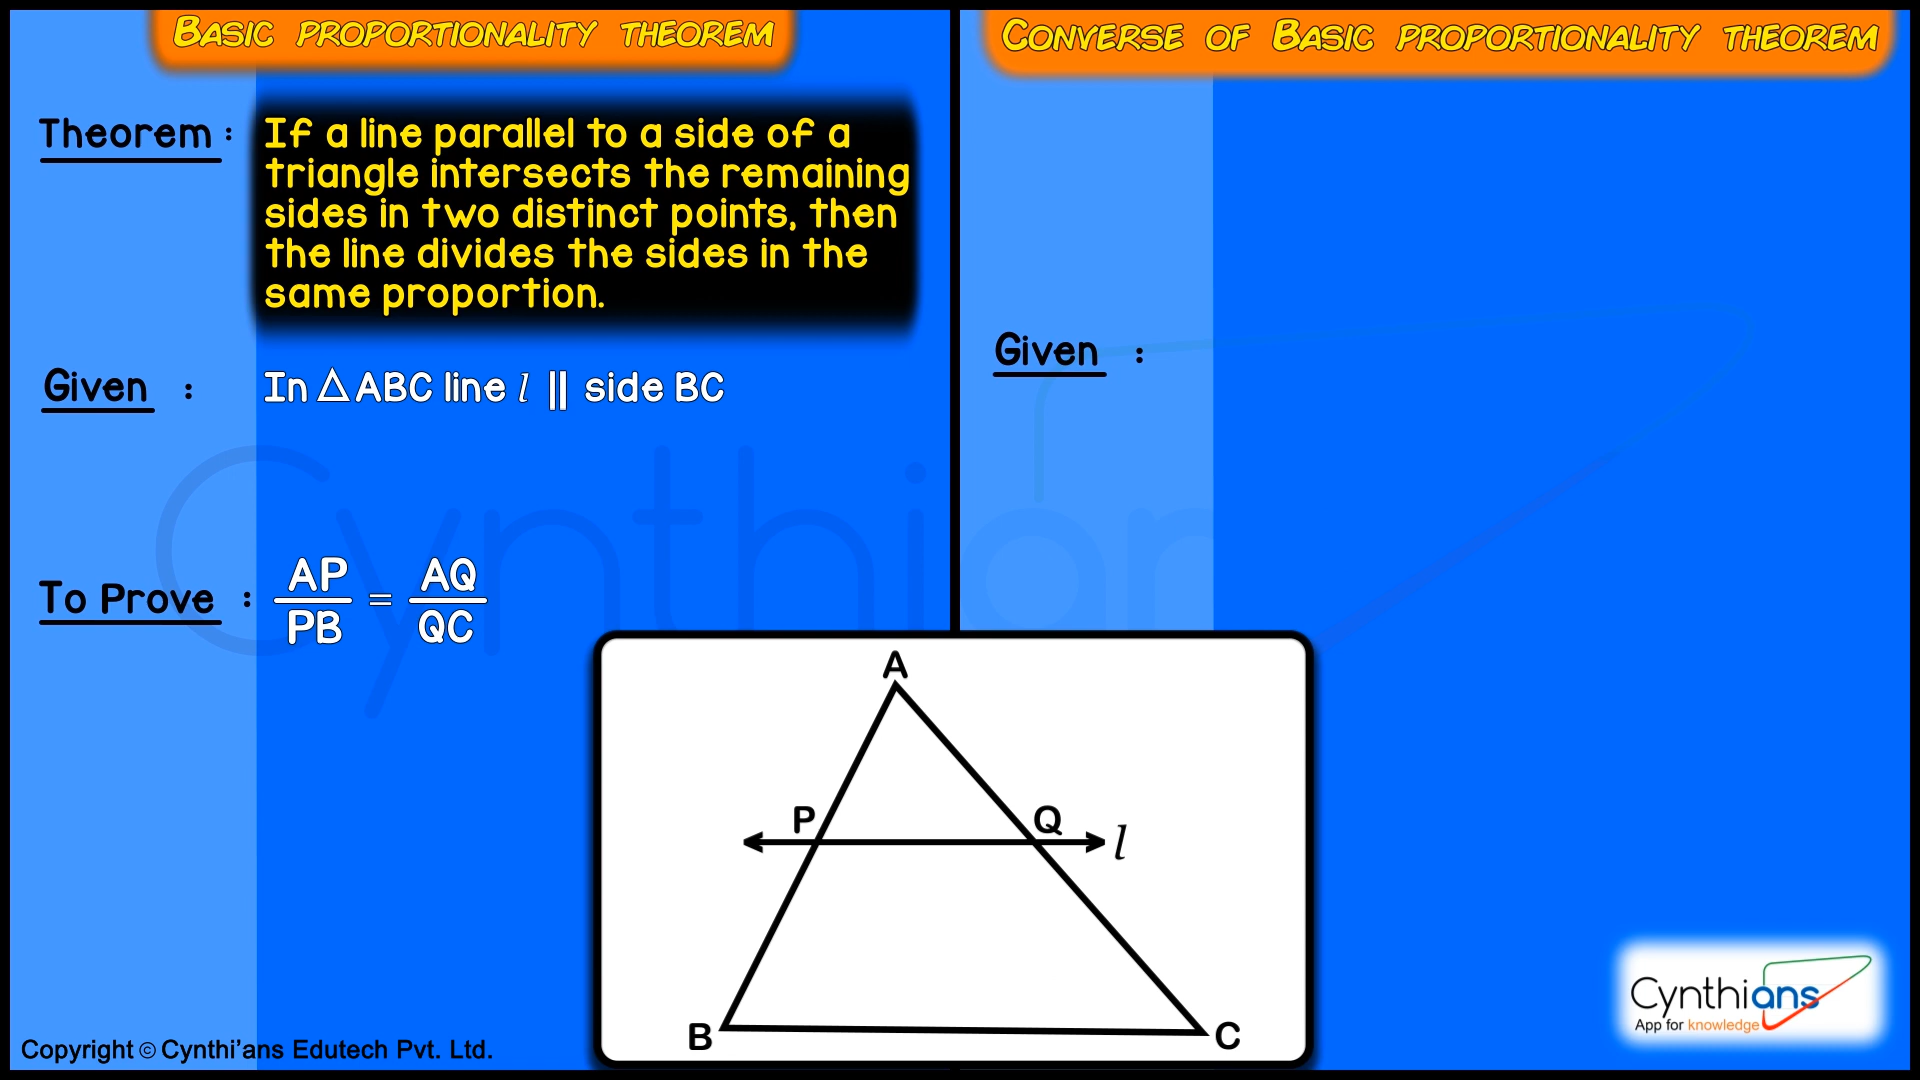 BASIC PROPORTIONALITY THEOREM
Theorem :
If a line parallel to a side of a
triangle intersects the remaining
sides in two distinct points, then
the line divides the sides in the
same proportion.
Given :
In △ABC line l || side BC
To Prove :
AP/PB = AQ/QC
CONVERSE OF BASIC PROPORTIONALITY THEOREM
Given :
A
P
Q
l
B
C
Cynthians
Cynthians
App for knowledge
Copyright © Cynthi'ans Edutech Pvt. Ltd.